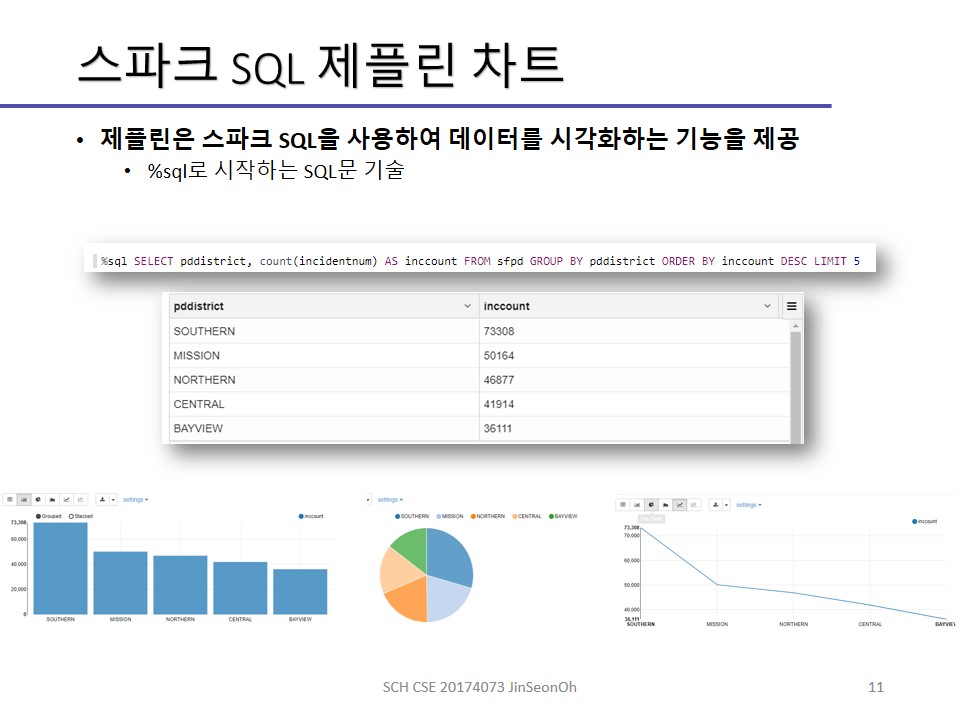 스파크 SQL 제플린 차트
• 제플린은 스파크 SQL을 사용하여 데이터를 시각화하는 기능을 제공
• %sql로 시작하는 SQL문 기술
%sql SELECT pddistrict, count(incidentnum) AS inccount FROM sfpd GROUP BY pddistrict ORDER BY inccount DESC LIMIT 5
pddistrict inccount
SOUTHERN 73308
MISSION 50164
NORTHERN 46877
CENTRAL 41914
BAYVIEW 36111
settings
Grouped Stacked inccount
73,308
60,000
40,000
20,000
0
SOUTHERN MISSION NORTHERN CENTRAL BAYVIEW
settings
SOUTHERN MISSION NORTHERN CENTRAL BAYVIEW
settings
inccount
73,308
70,000
60,000
50,000
40,000
36,111
SOUTHERN MISSION NORTHERN CENTRAL BAYVIEW
SCH CSE 20174073 JinSeonOh 11